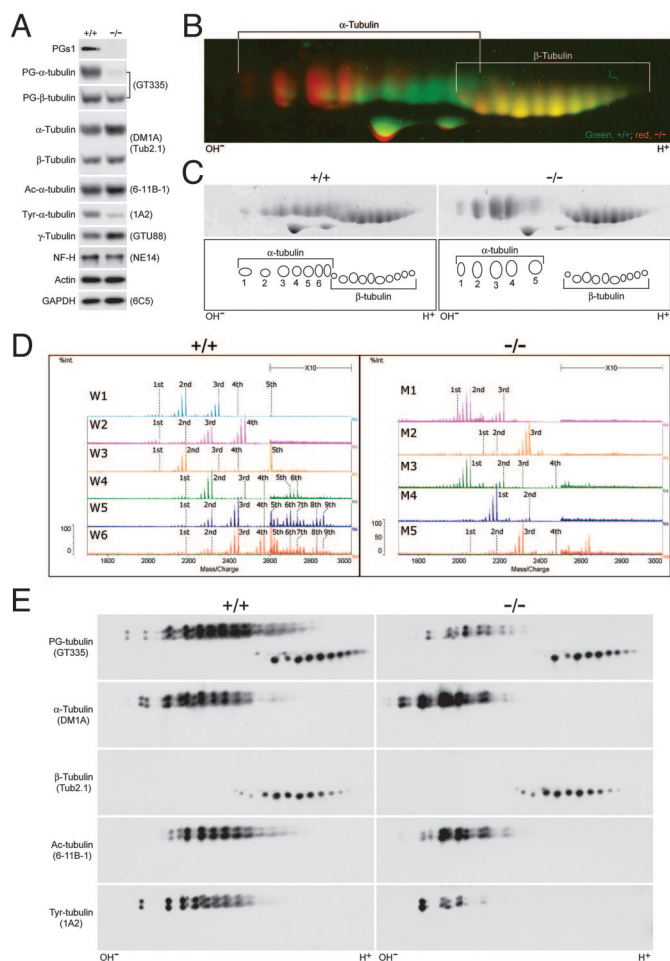 A
+/+ −/−
PGs1
PG-α-tubulin
(GT335)
PG-β-tubulin
α-Tubulin
(DM1A)
(Tub2.1)
β-Tubulin
Ac-α-tubulin (6-11B-1)
Tyr-α-tubulin (1A2)
γ-Tubulin (GTU88)
NF-H (NE14)
Actin
GAPDH (6C5)
B
α-Tubulin
β-Tubulin
Green, +/+; red, −/−
OH⁻ H⁺
C
+/+ −/−
α-tubulin α-tubulin
1 2 3 4 5 6 1 2 3 4 5
β-tubulin β-tubulin
OH⁻ H⁺
D
+/+ −/−
%Int. X10 %Int. X10
W1 1st 2nd 3rd 4th 5th
W2 1st 2nd 3rd 4th
W3 1st 2nd 3rd 4th 5th
W4 1st 2nd 3rd 4th 5th 6th
W5 1st 2nd 3rd 4th 5th 6th 7th 8th 9th
W6 1st 2nd 3rd 4th 5th 6th 7th 8th 9th
100
0
1800 2000 2200 2400 2600 2800 3000
Mass/Charge
M1 1st 2nd 3rd
M2 1st 2nd 3rd
M3 1st 2nd 3rd 4th
M4 1st 2nd
M5 1st 2nd 3rd 4th
100
50
0
1800 2000 2200 2400 2600 2800 3000
Mass/Charge
E
+/+ −/−
PG-tubulin
(GT335)
α-Tubulin
(DM1A)
β-Tubulin
(Tub2.1)
Ac-tubulin
(6-11B-1)
Tyr-tubulin
(1A2)
OH⁻ H⁺ OH⁻ H⁺